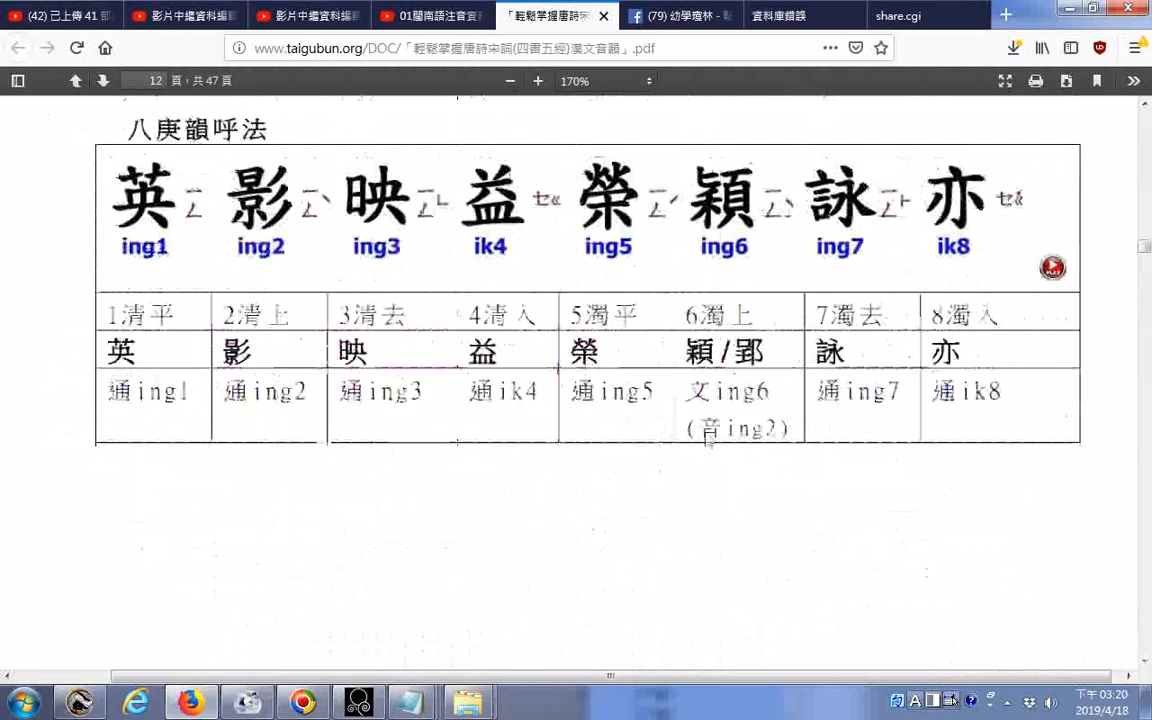 (42) 已上傳 41 部
影片中繼資料編輯
影片中繼資料編輯
01閩南語注音宜
「輕鬆掌握唐詩宋
(79) 幼學瓊林 -
資料庫錯誤
share.cgi
www.taigubun.org/DOC/「輕鬆掌握唐詩宋詞(四書五經)漢文音韻」.pdf
12 頁，共 47 頁
170%
八庚韻呼法
英 影 映 益 榮 穎 詠 亦
ing1 ing2 ing3 ik4 ing5 ing6 ing7 ik8
PLAY
1清平 2清上 3清去 4清入 5濁平 6濁上 7濁去 8濁入
英 影 映 益 榮 穎/郢 詠 亦
通ing1 通ing2 通ing3 通ik4 通ing5 文ing6 通ing7 通ik8
(音ing2)
下午 03:20
2019/4/18